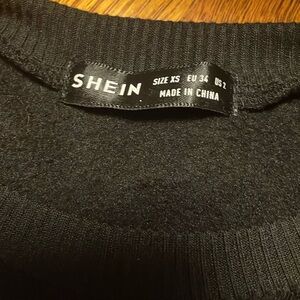 SHEIN SIZE XS EU 34 US 2
MADE IN CHINA